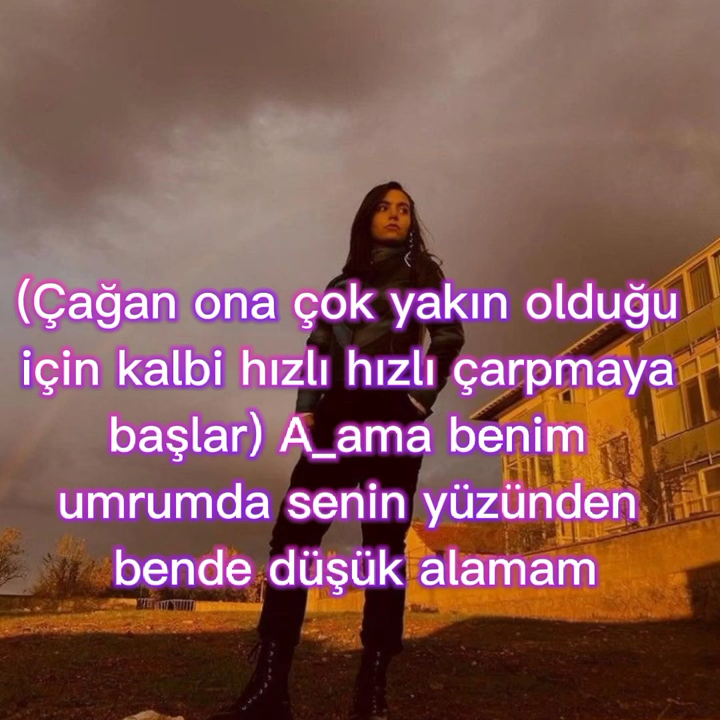 (Çağan ona çok yakın olduğu
için kalbi hızlı hızlı çarpmaya
başlar) A_ama benim
umrumda senin yüzünden
bende düşük alamam